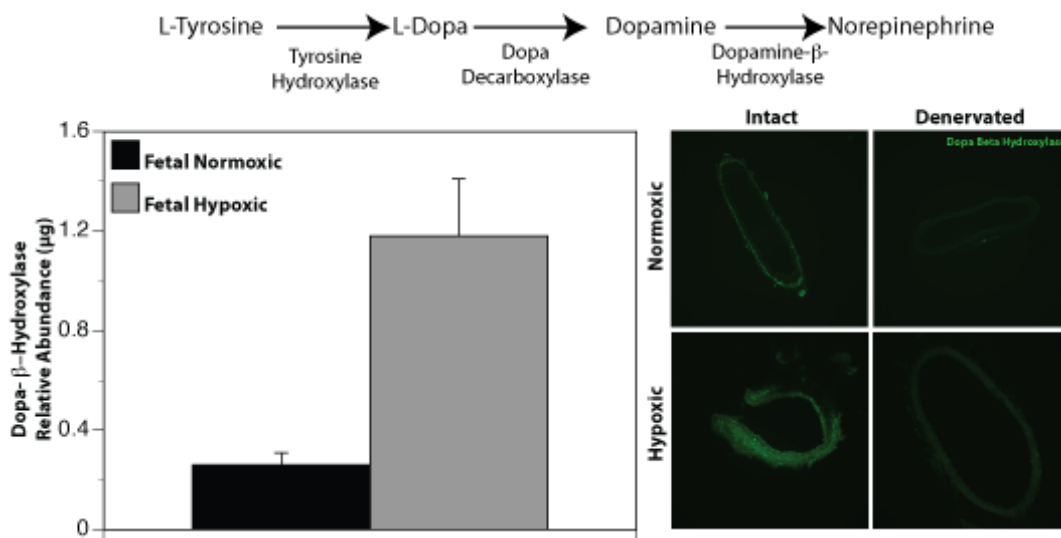 L-Tyrosine L-Dopa Dopamine Norepinephrine
Tyrosine
Hydroxylase
Dopa
Decarboxylase
Dopamine-β-
Hydroxylase
Dopa- β–Hydroxylase
Relative Abundance (μg)
1.6
1.2
0.8
0.4
0
Fetal Normoxic
Fetal Hypoxic
Intact
Denervated
Normoxic
Hypoxic
Dopa Beta Hydroxylase